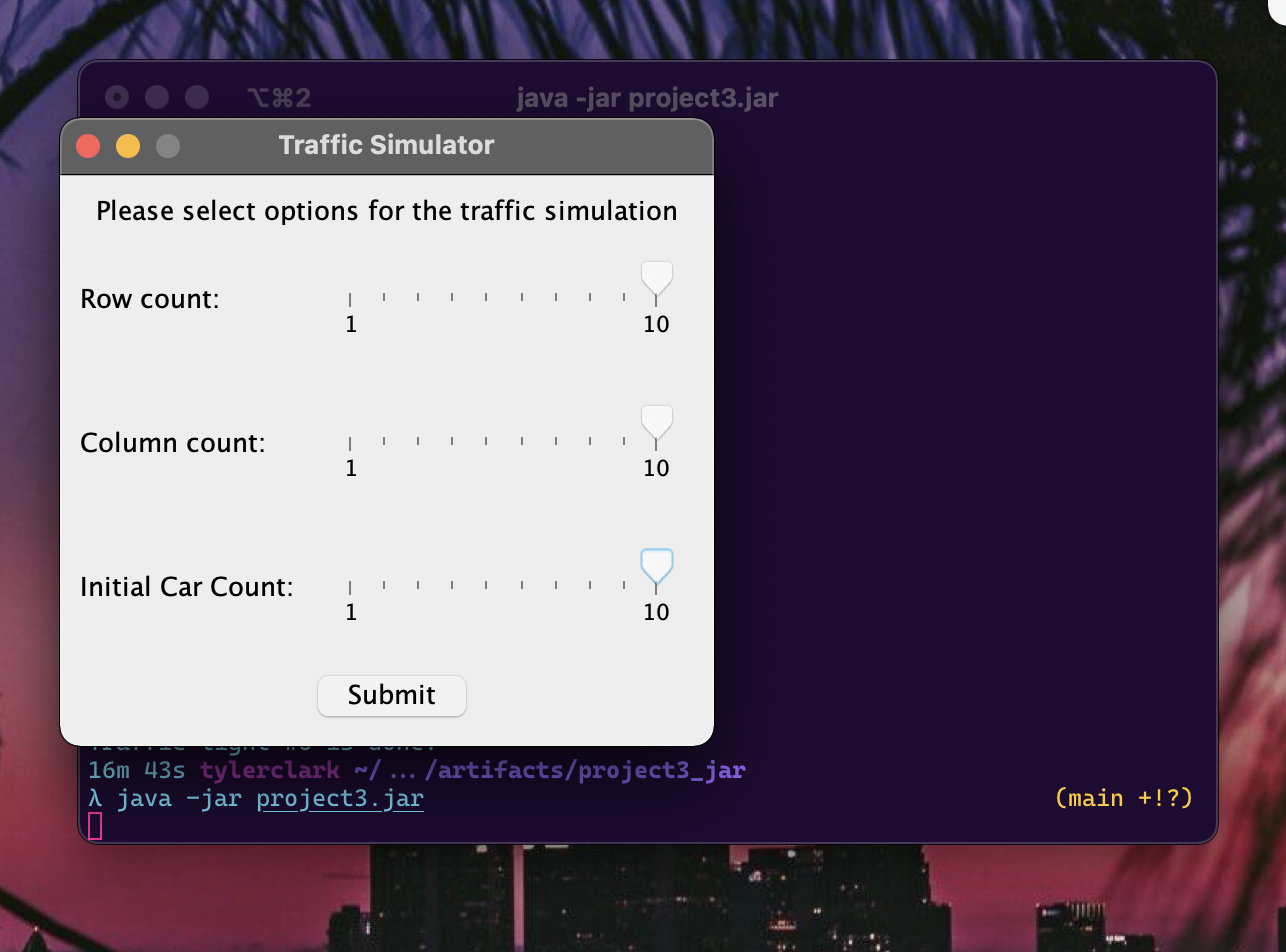 ⌥⌘2 java -jar project3.jar
Traffic Simulator
Please select options for the traffic simulation
Row count:
1 10
Column count:
1 10
Initial Car Count:
1 10
Submit
16m 43s tylerclark ~/ … /artifacts/project3_jar
λ java -jar project3.jar (main +!?)